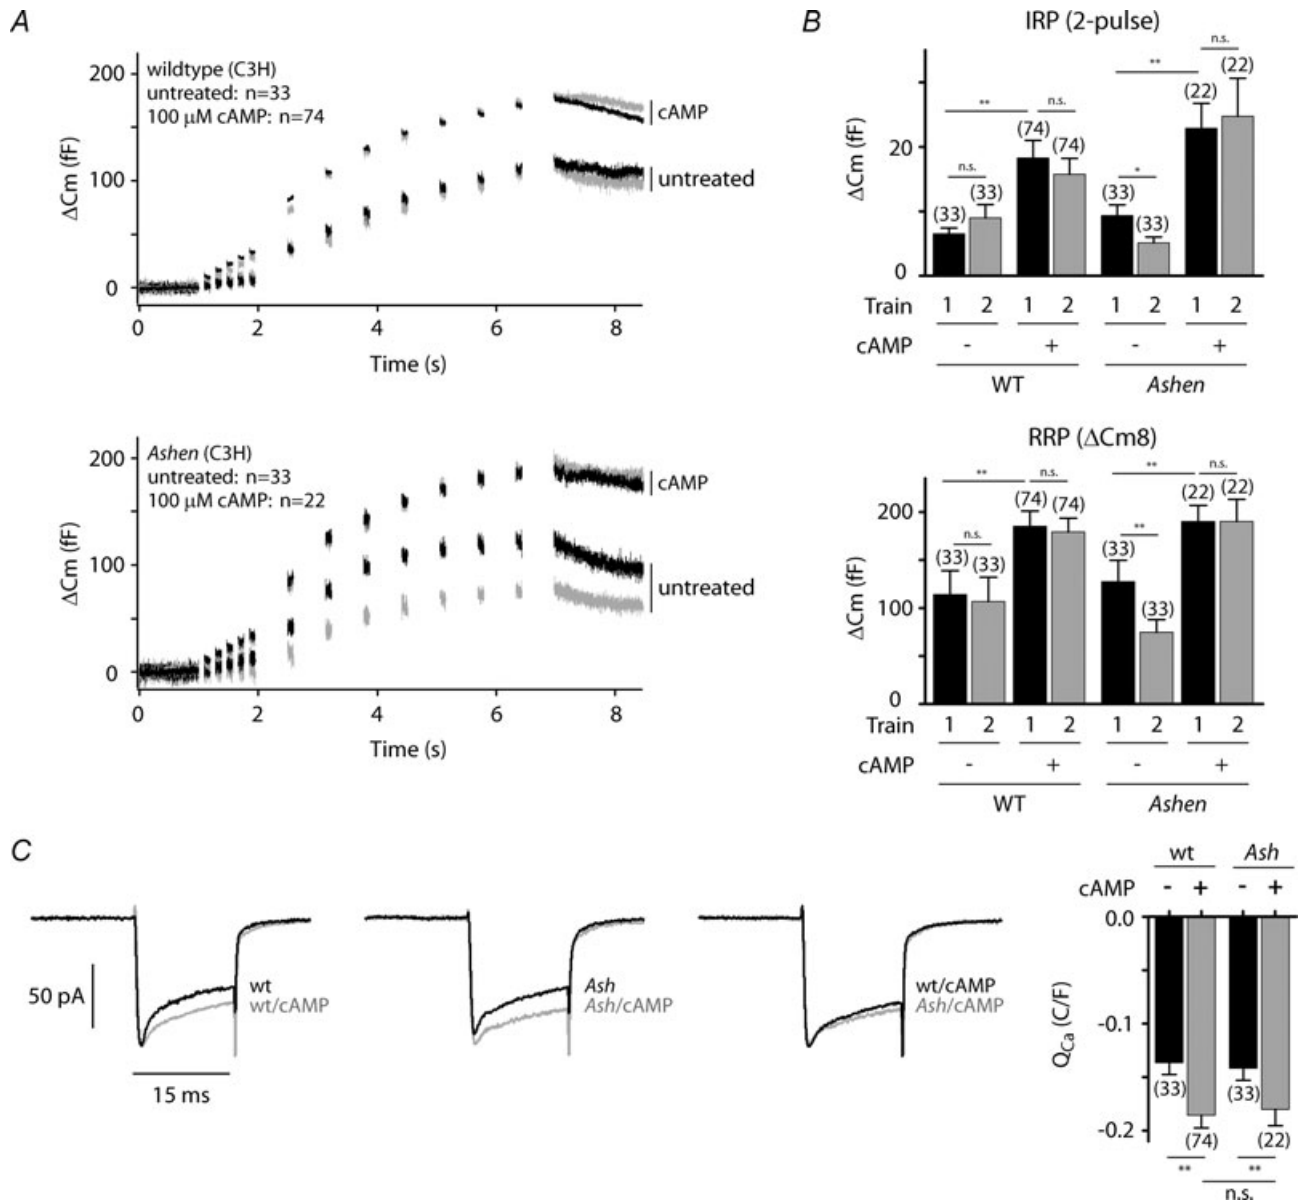 A
200
100
0
ΔCm (fF)
wildtype (C3H)
untreated: n=33
100 μM cAMP: n=74
cAMP
untreated
0 2 4 6 8
Time (s)
200
100
0
ΔCm (fF)
Ashen (C3H)
untreated: n=33
100 μM cAMP: n=22
cAMP
untreated
0 2 4 6 8
Time (s)
B
IRP (2-pulse)
ΔCm (fF)
20
0
n.s.
**
(22)
**
n.s.
(22)
(74)
(74)
n.s.
*
(33)
(33)
(33)
(33)
Train 1 2 1 2 1 2 1 2
cAMP - + - +
WT Ashen
RRP (ΔCm8)
ΔCm (fF)
200
100
0
**
n.s.
**
n.s.
(74) (74)
(22) (22)
n.s.
**
(33) (33)
(33)
(33)
Train 1 2 1 2 1 2 1 2
cAMP - + - +
WT Ashen
C
50 pA
15 ms
wt
wt/cAMP
Ash
Ash/cAMP
wt/cAMP
Ash/cAMP
wt Ash
cAMP - + - +
0.0
-0.1
-0.2
QCa (C/F)
(33) (33)
(74) (22)
** **
n.s.